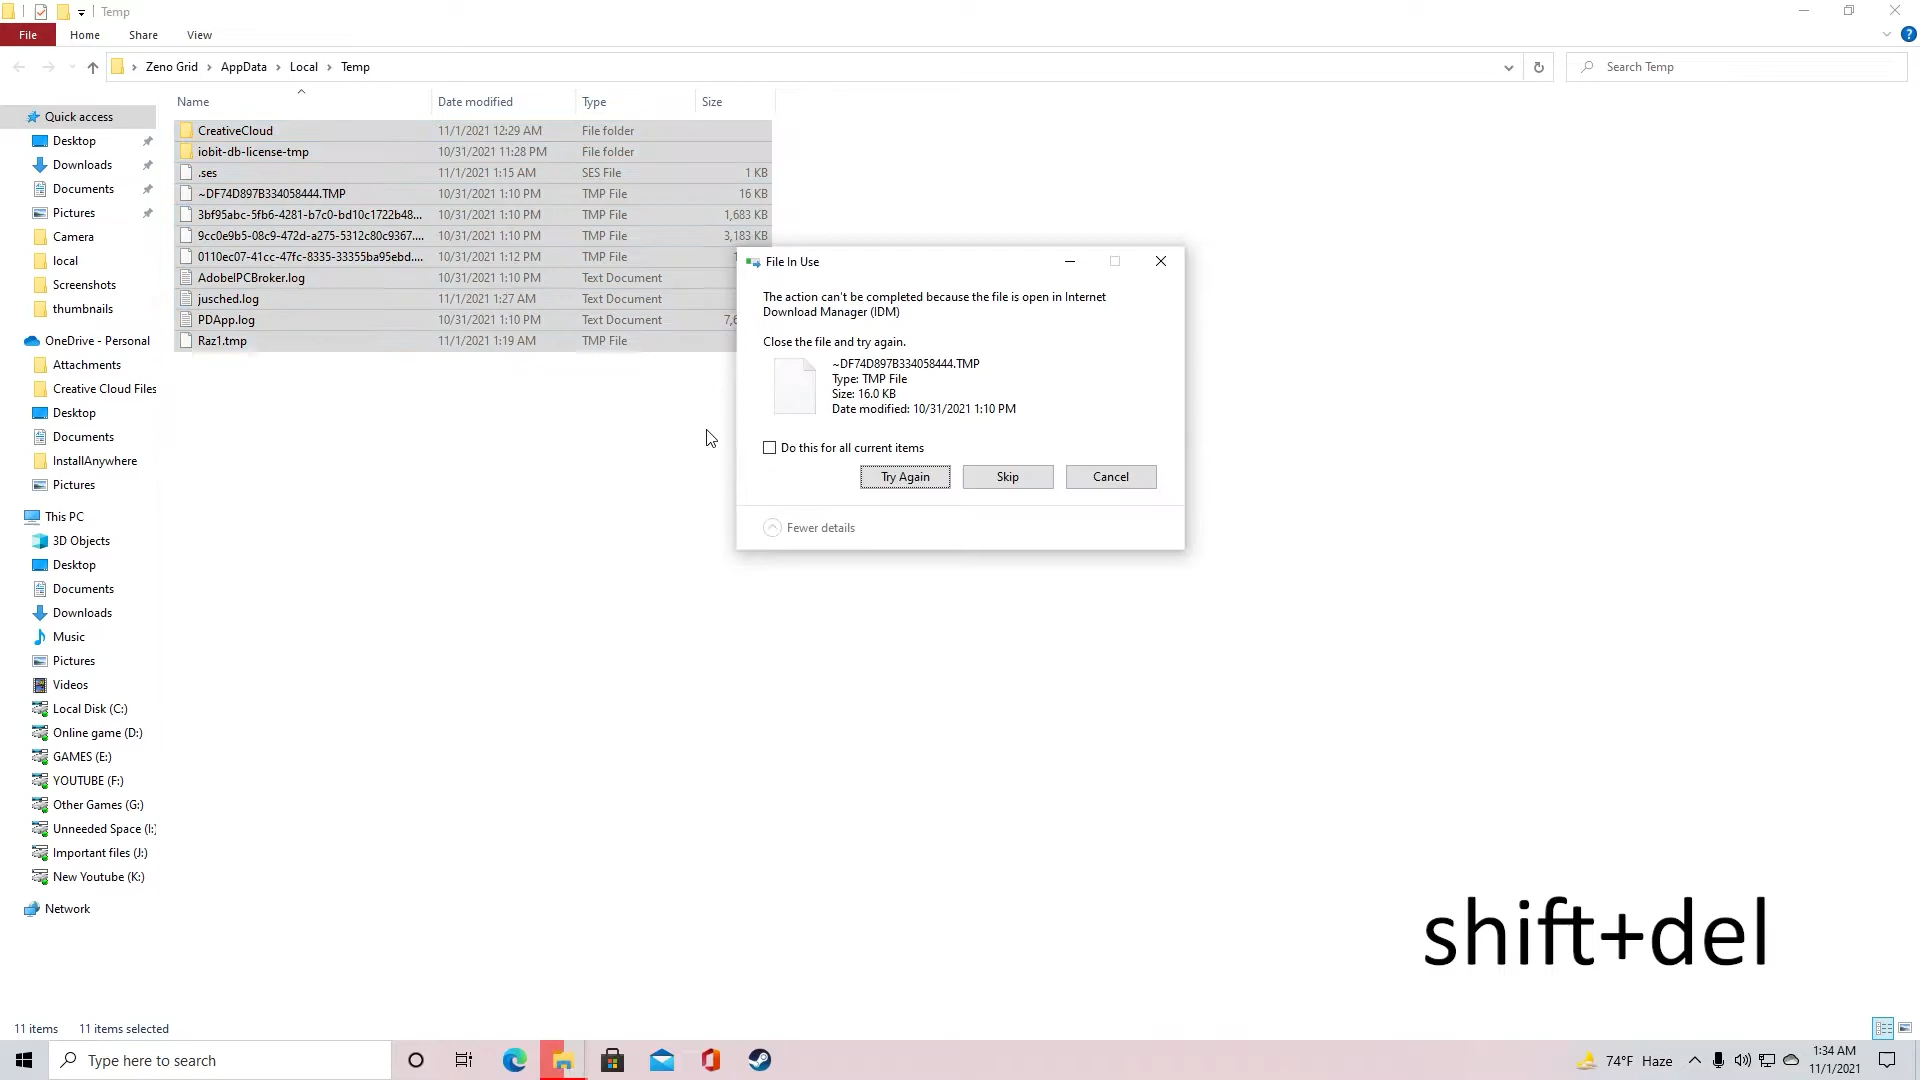 Temp
File Home Share View
Zeno Grid AppData Local Temp
Search Temp
Name Date modified Type Size
Quick access
Desktop
Downloads
Documents
Pictures
Camera
local
Screenshots
thumbnails
OneDrive - Personal
Attachments
Creative Cloud Files
Desktop
Documents
InstallAnywhere
Pictures
This PC
3D Objects
Desktop
Documents
Downloads
Music
Pictures
Videos
Local Disk (C:)
Online game (D:)
GAMES (E:)
YOUTUBE (F:)
Other Games (G:)
Unneeded Space (I:)
Important files (J:)
New Youtube (K:)
Network
CreativeCloud 11/1/2021 12:29 AM File folder
iobit-db-license-tmp 10/31/2021 11:28 PM File folder
.ses 11/1/2021 1:15 AM SES File 1 KB
~DF74D897B334058444.TMP 10/31/2021 1:10 PM TMP File 16 KB
3bf95abc-5fb6-4281-b7c0-bd10c1722b48... 10/31/2021 1:10 PM TMP File 1,683 KB
9cc0e9b5-08c9-472d-a275-5312c80c9367.... 10/31/2021 1:10 PM TMP File 3,183 KB
0110ec07-41cc-47fc-8335-33355ba95ebd.... 10/31/2021 1:12 PM TMP File
AdobeIPCBroker.log 10/31/2021 1:10 PM Text Document
jusched.log 11/1/2021 1:27 AM Text Document
PDApp.log 10/31/2021 1:10 PM Text Document
Raz1.tmp 11/1/2021 1:19 AM TMP File
File In Use
The action can't be completed because the file is open in Internet
Download Manager (IDM)
Close the file and try again.
~DF74D897B334058444.TMP
Type: TMP File
Size: 16.0 KB
Date modified: 10/31/2021 1:10 PM
Do this for all current items
Try Again Skip Cancel
Fewer details
shift+del
11 items 11 items selected
Type here to search
74°F Haze
1:34 AM
11/1/2021